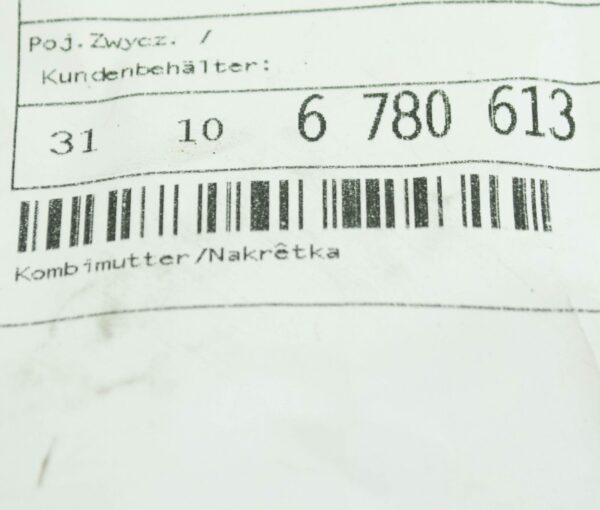 Poj.Zwycz. /
Kundenbehälter:
31 10 6 780 613
Kombimutter/Nakrêtka